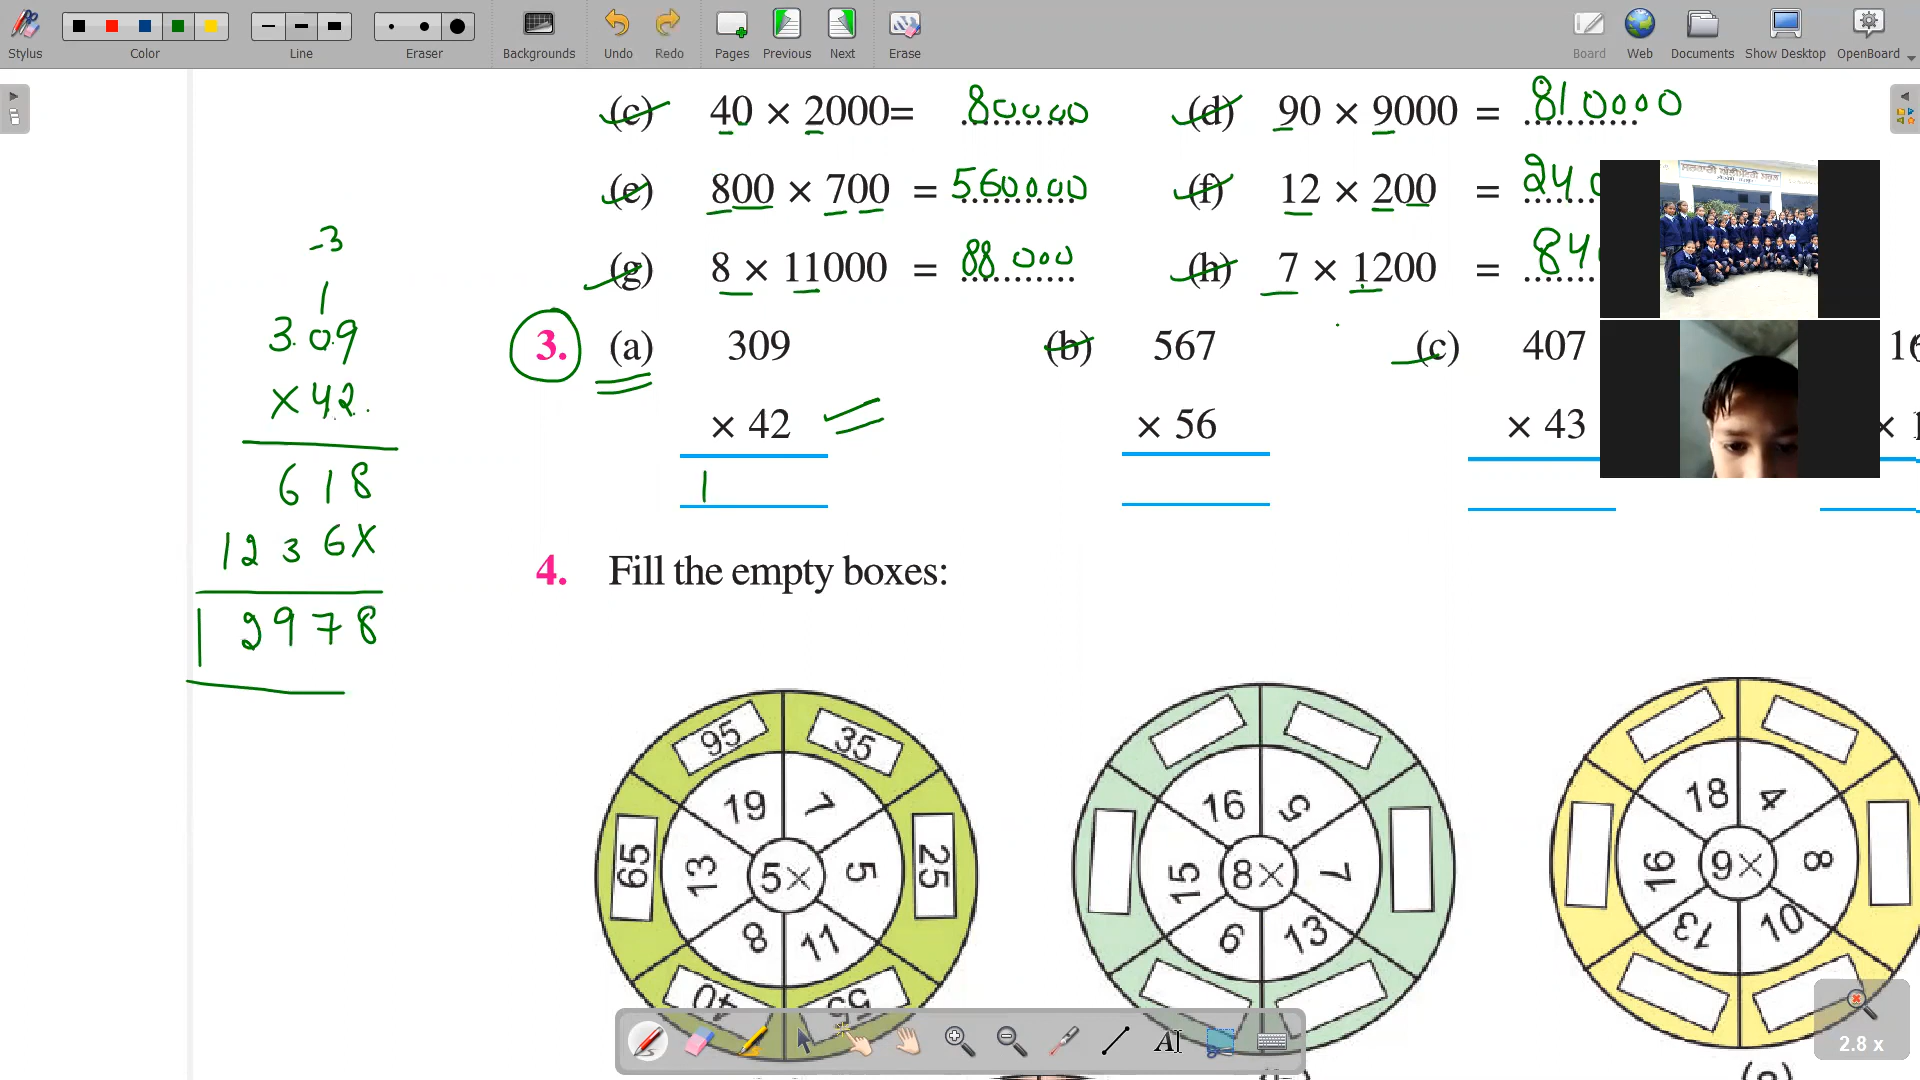 Stylus Color Line Eraser Backgrounds Undo Redo Pages Previous Next Erase Board Web Documents Show Desktop OpenBoard
(c) 40 × 2000= 80000 (d) 90 × 9000 = 810000
(e) 800 × 700 = 560000 (f) 12 × 200 =
(g) 8 × 11000 = 88000 (h) 7 × 1200 =
-3
1
309
×42
618
1236×
12978
3. (a) 309 (b) 567 (c) 407
× 42 × 56 × 43
1
4. Fill the empty boxes:
95 35 25 55 40 65
19 7 5 11 8 13
5×
16 9 7 13 6 15
8×
18 4 8 10 13 16
9×
2.8 x